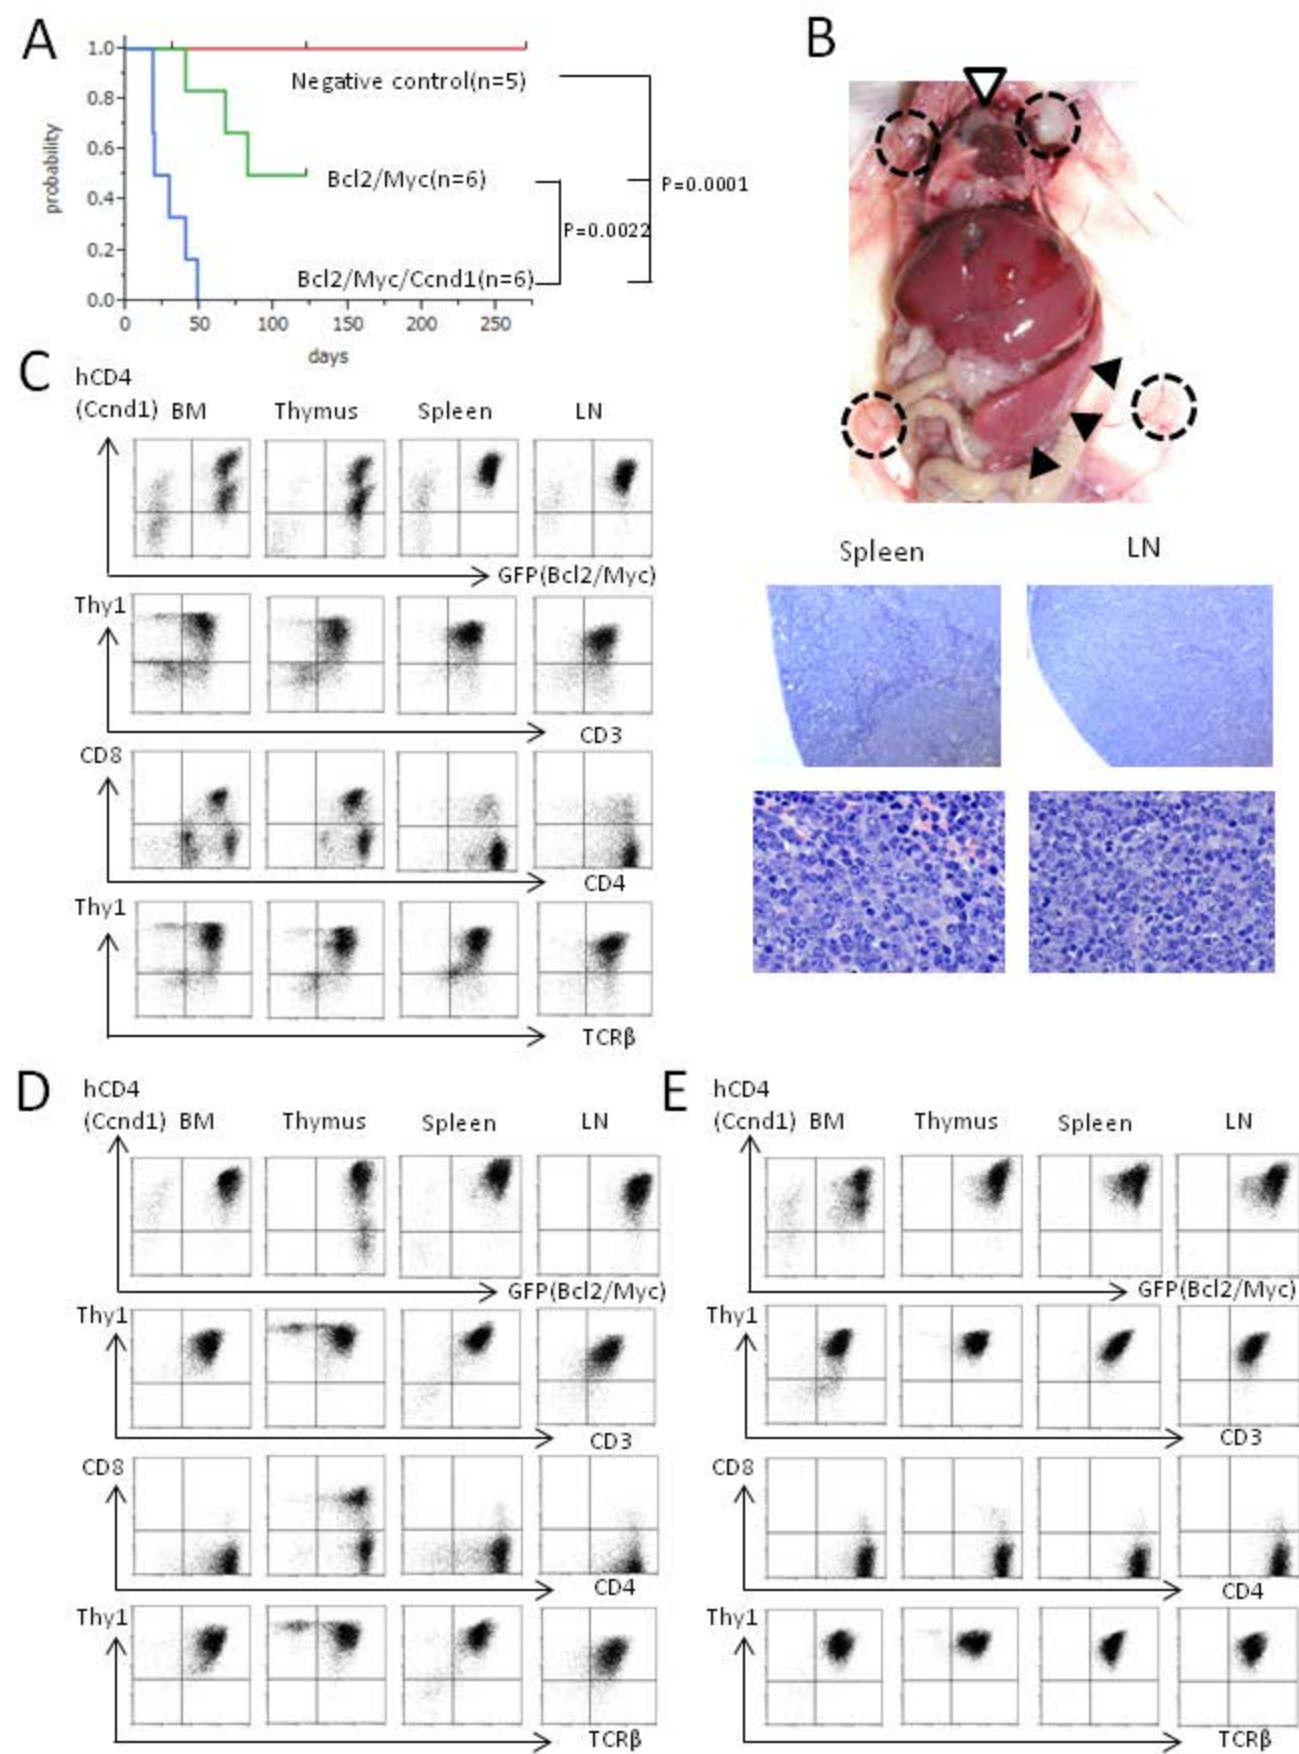 A
1.0
0.8
0.6
0.4
0.2
0.0
probability
0 50 100 150 200 250
days
Negative control(n=5)
Bcl2/Myc(n=6)
Bcl2/Myc/Ccnd1(n=6)
P=0.0022
P=0.0001
B
Spleen LN
C
hCD4
(Ccnd1) BM Thymus Spleen LN
GFP(Bcl2/Myc)
Thy1
CD3
CD8
CD4
Thy1
TCRβ
D
hCD4
(Ccnd1) BM Thymus Spleen LN
GFP(Bcl2/Myc)
Thy1
CD3
CD8
CD4
Thy1
TCRβ
E
hCD4
(Ccnd1) BM Thymus Spleen LN
GFP(Bcl2/Myc)
Thy1
CD3
CD8
CD4
Thy1
TCRβ